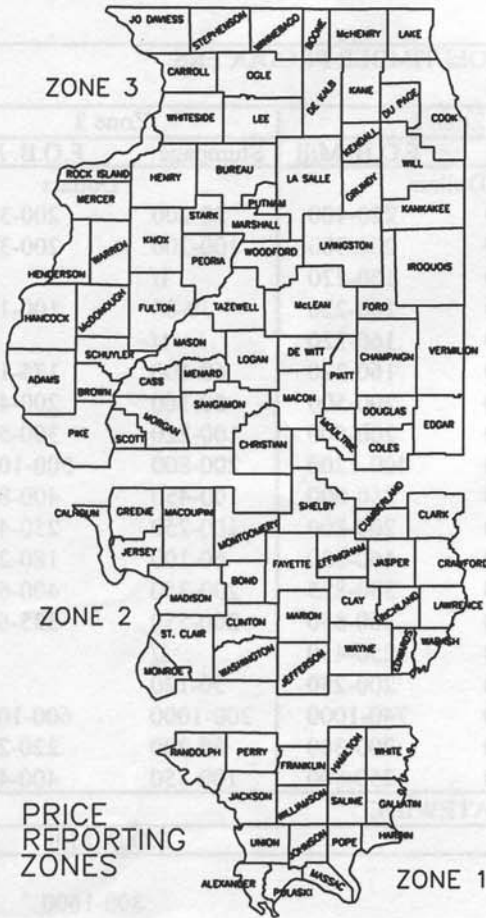 JO DAVIESS
STEPHENSON
WINNEBAGO
BOONE
McHENRY
LAKE
ZONE 3
CARROLL
OGLE
DE KALB
KANE
DU PAGE
COOK
WHITESIDE
LEE
KENDALL
WILL
ROCK ISLAND
HENRY
BUREAU
LA SALLE
GRUNDY
MERCER
PUTNAM
KANKAKEE
STARK
MARSHALL
HENDERSON
WARREN
KNOX
PEORIA
WOODFORD
LIVINGSTON
IROQUOIS
HANCOCK
McDONOUGH
FULTON
TAZEWELL
McLEAN
FORD
SCHUYLER
MASON
LOGAN
DE WITT
CHAMPAIGN
VERMILION
ADAMS
BROWN
CASS
MENARD
PIATT
MACON
PIKE
SCOTT
MORGAN
SANGAMON
CHRISTIAN
MOULTRIE
DOUGLAS
COLES
EDGAR
CALHOUN
GREENE
MACOUPIN
MONTGOMERY
SHELBY
CUMBERLAND
CLARK
JERSEY
FAYETTE
EFFINGHAM
JASPER
CRAWFORD
MADISON
BOND
ZONE 2
CLINTON
MARION
CLAY
RICHLAND
LAWRENCE
ST. CLAIR
WASHINGTON
JEFFERSON
WAYNE
EDWARDS
WABASH
MONROE
RANDOLPH
PERRY
FRANKLIN
HAMILTON
WHITE
JACKSON
WILLIAMSON
SALINE
GALLATIN
PRICE
REPORTING
ZONES
UNION
JOHNSON
POPE
HARDIN
ALEXANDER
PULASKI
MASSAC
ZONE 1